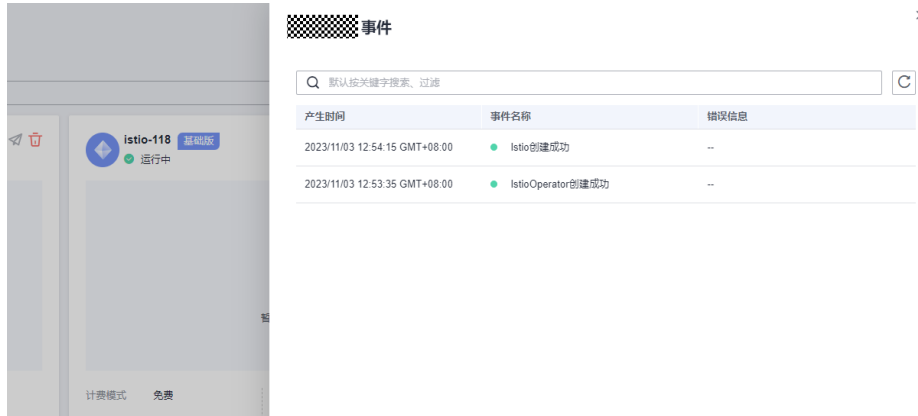 事件
默认按关键字搜索、过滤
产生时间 事件名称 错误信息
2023/11/03 12:54:15 GMT+08:00 Istio创建成功 --
2023/11/03 12:53:35 GMT+08:00 IstioOperator创建成功 --
istio-118 基础版
运行中
暂
计费模式 免费